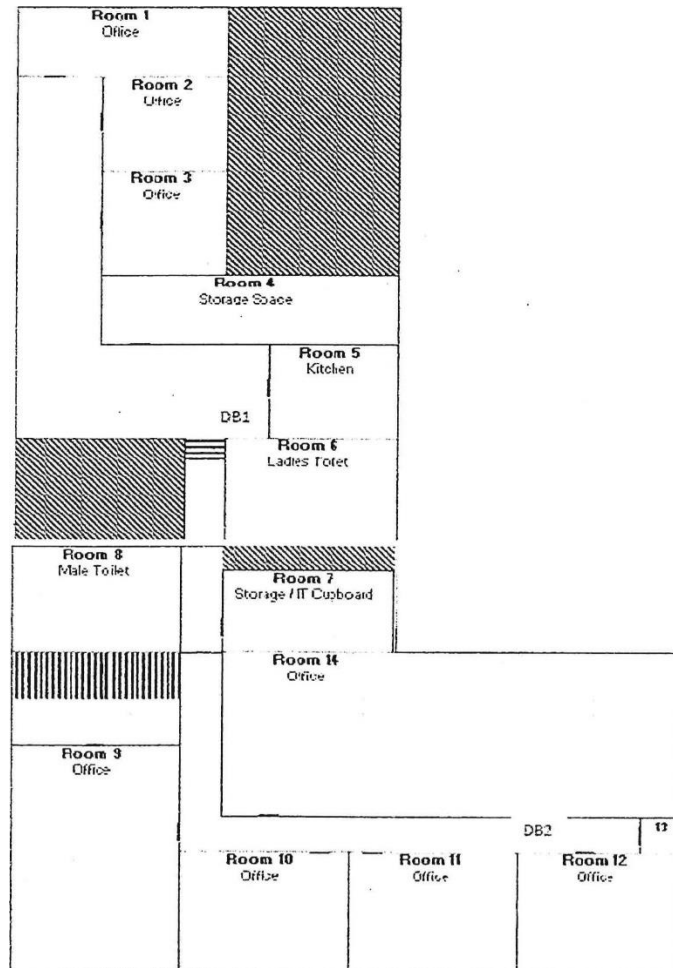 Room 1
Office
Room 2
Office
Room 3
Office
Room 4
Storage Space
Room 5
Kitchen
DB1
Room 6
Ladies Toilet
Room 8
Male Toilet
Room 7
Storage / IT Cupboard
Room 14
Office
Room 9
Office
DB2
13
Room 10
Office
Room 11
Office
Room 12
Office